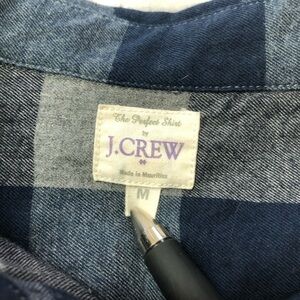 The Perfect Shirt
by
J.CREW
Made in Mauritius
M